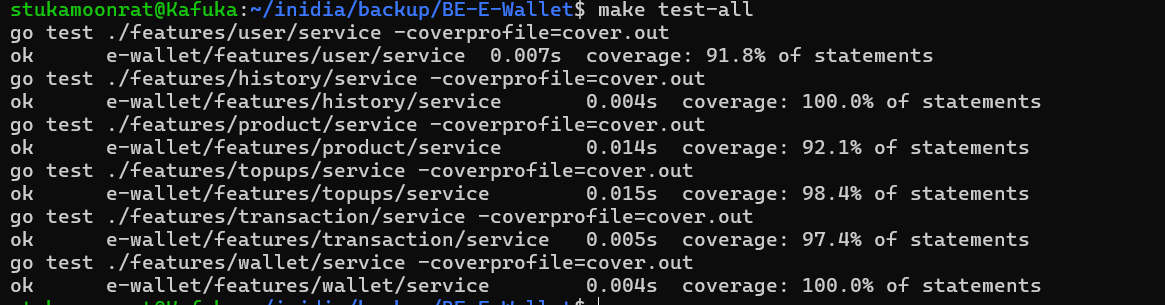 stukamoonrat@Kafuka:~/inidia/backup/BE-E-Wallet$ make test-all
go test ./features/user/service -coverprofile=cover.out
ok      e-wallet/features/user/service  0.007s  coverage: 91.8% of statements
go test ./features/history/service -coverprofile=cover.out
ok      e-wallet/features/history/service       0.004s  coverage: 100.0% of statements
go test ./features/product/service -coverprofile=cover.out
ok      e-wallet/features/product/service       0.014s  coverage: 92.1% of statements
go test ./features/topups/service -coverprofile=cover.out
ok      e-wallet/features/topups/service        0.015s  coverage: 98.4% of statements
go test ./features/transaction/service -coverprofile=cover.out
ok      e-wallet/features/transaction/service   0.005s  coverage: 97.4% of statements
go test ./features/wallet/service -coverprofile=cover.out
ok      e-wallet/features/wallet/service        0.004s  coverage: 100.0% of statements
stukamoonrat@Kafuka:~/inidia/backup/BE-E-Wallet$